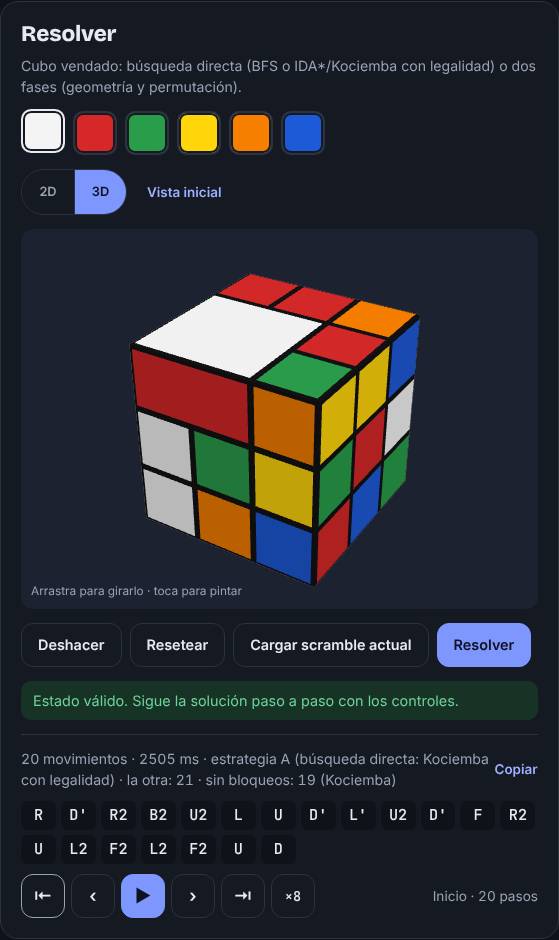 Resolver
Cubo vendado: búsqueda directa (BFS o IDA*/Kociemba con legalidad) o dos
fases (geometría y permutación).
2D 3D Vista inicial
Arrastra para girarlo · toca para pintar
Deshacer Resetear Cargar scramble actual Resolver
Estado válido. Sigue la solución paso a paso con los controles.
20 movimientos · 2505 ms · estrategia A (búsqueda directa: Kociemba
con legalidad) · la otra: 21 · sin bloqueos: 19 (Kociemba)
Copiar
R D' R2 B2 U2 L U D' L' U2 D' F R2
U L2 F2 L2 F2 U D
×8 Inicio · 20 pasos